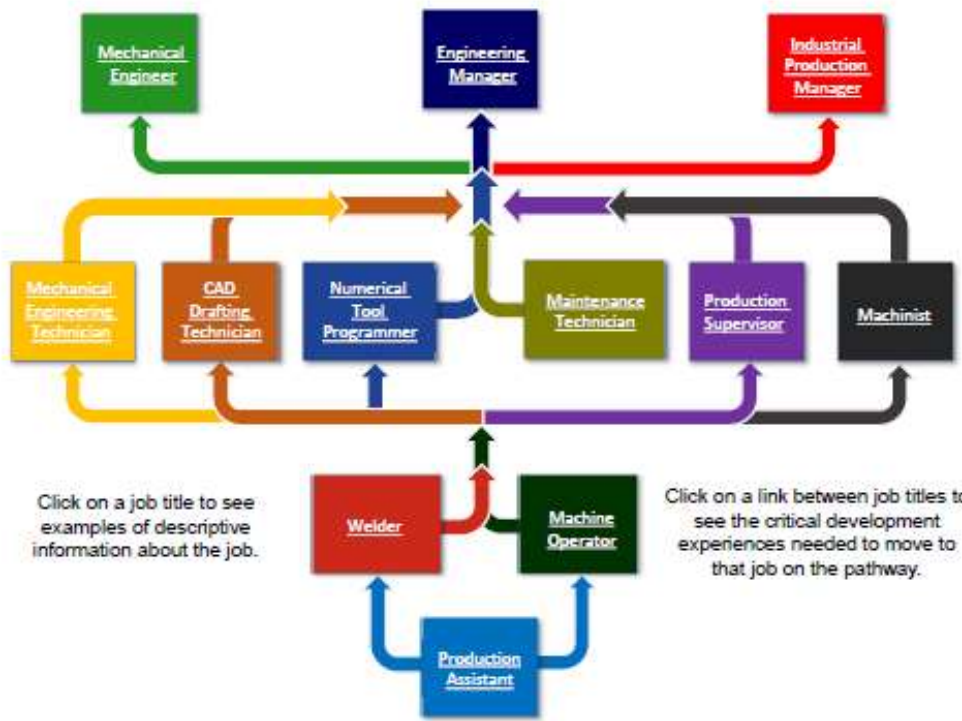 Mechanical
Engineer
Engineering
Manager
Industrial
Production
Manager
Mechanical
Engineering
Technician
CAD
Drafting
Technician
Numerical
Tool
Programmer
Maintenance
Technician
Production
Supervisor
Machinist
Click on a job title to see
examples of descriptive
information about the job.
Welder
Machine
Operator
Click on a link between job titles to
see the critical development
experiences needed to move to
that job on the pathway.
Production
Assistant